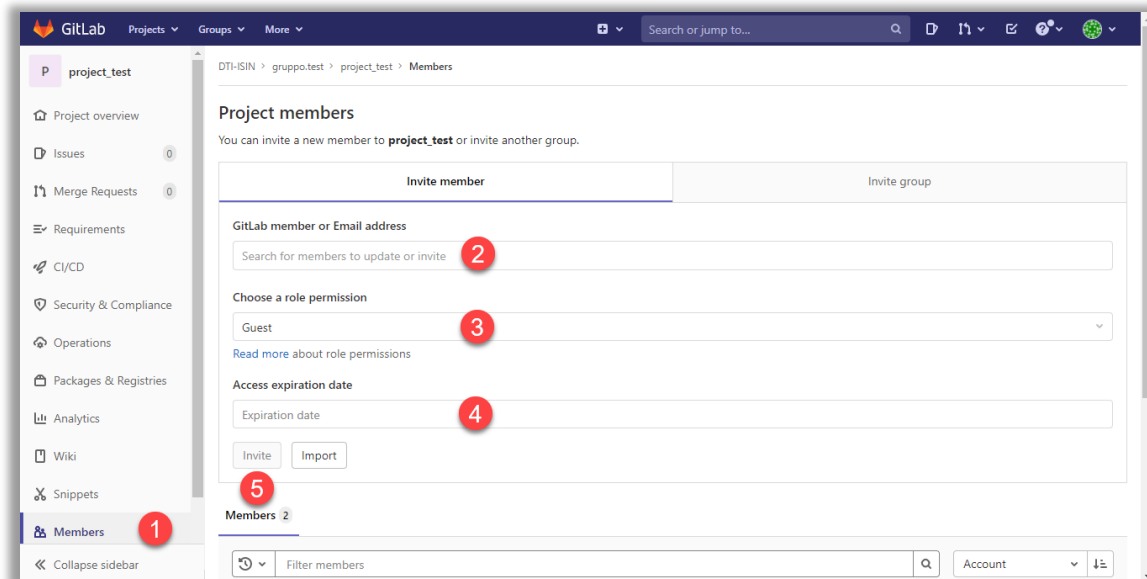 GitLab Projects Groups More Search or jump to...
P project_test
Project overview
Issues 0
Merge Requests 0
Requirements
CI/CD
Security & Compliance
Operations
Packages & Registries
Analytics
Wiki
Snippets
Members 1
Collapse sidebar
DTI-ISIN > gruppo.test > project_test > Members
Project members
You can invite a new member to project_test or invite another group.
Invite member Invite group
GitLab member or Email address
Search for members to update or invite 2
Choose a role permission
Guest 3
Read more about role permissions
Access expiration date
Expiration date 4
Invite Import
5
Members 2
Filter members Account